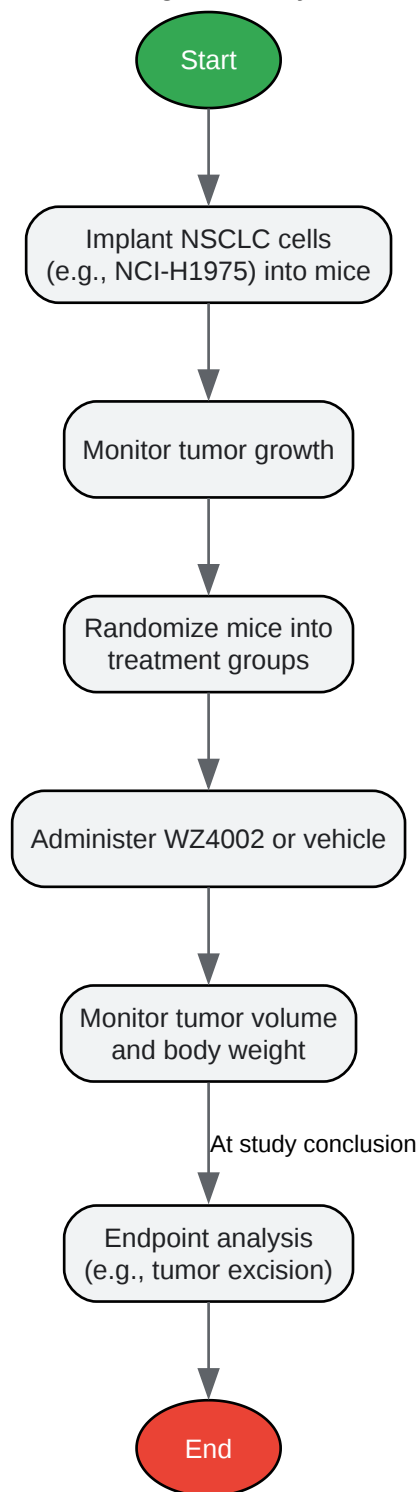 Start
Implant NSCLC cells
(e.g., NCI-H1975) into mice
Monitor tumor growth
Randomize mice into
treatment groups
Administer WZ4002 or vehicle
Monitor tumor volume
and body weight
At study conclusion
Endpoint analysis
(e.g., tumor excision)
End